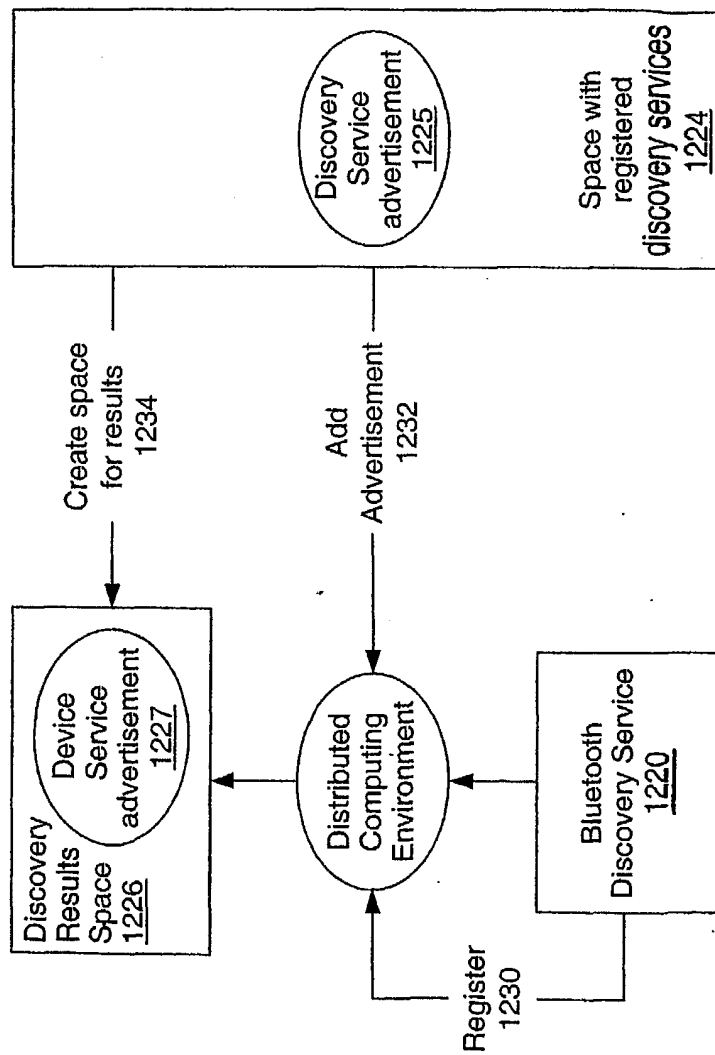 Discovery
Results
Space
1226
Device
Service
advertisement
1227
Create space
for results
1234
Distributed
Computing
Environment
Add
Advertisement
1232
Discovery
Service
advertisement
1225
Space with
registered
discovery services
1224
Register
1230
Bluetooth
Discovery Service
1220